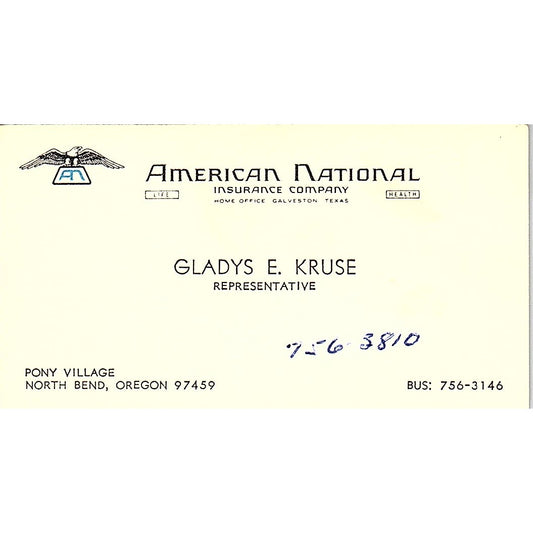 AN
AMERICAN NATIONAL
INSURANCE COMPANY
LIFE
HEALTH
HOME OFFICE GALVESTON TEXAS
GLADYS E. KRUSE
REPRESENTATIVE
756-3810
PONY VILLAGE
NORTH BEND, OREGON 97459
BUS: 756-3146